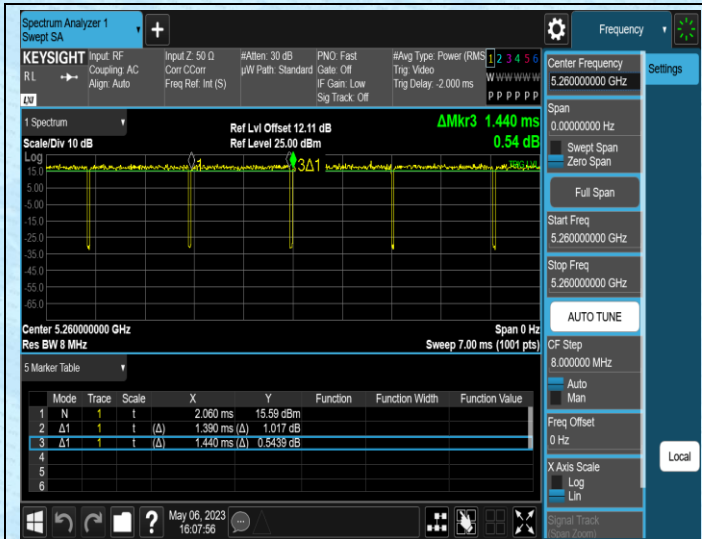 Spectrum Analyzer 1
Swept SA
Frequency
KEYSIGHT
RL
LXI
Input: RF
Coupling: AC
Align: Auto
Input Z: 50 Ω
Corr CCorr
Freq Ref: Int (S)
#Atten: 30 dB
µW Path: Standard
PNO: Fast
Gate: Off
IF Gain: Low
Sig Track: Off
#Avg Type: Power (RMS
Trig: Video
Trig Delay: -2.000 ms
1 2 3 4 5 6
W W W W W W
P P P P P P
1 Spectrum
Scale/Div 10 dB
Ref Lvl Offset 12.11 dB
Ref Level 25.00 dBm
ΔMkr3 1.440 ms
0.54 dB
Log
15.0
5.00
-5.00
-15.0
-25.0
-35.0
-45.0
-55.0
-65.0
1
3Δ1
Center 5.260000000 GHz
Res BW 8 MHz
Span 0 Hz
Sweep 7.00 ms (1001 pts)
5 Marker Table
Mode Trace Scale X Y Function Function Width Function Value
1 N 1 t 2.060 ms 15.59 dBm
2 Δ1 1 t (Δ) 1.390 ms (Δ) 1.017 dB
3 Δ1 1 t (Δ) 1.440 ms (Δ) 0.5439 dB
4
5
6
May 06, 2023
16:07:56
Center Frequency
5.260000000 GHz
Span
0.00000000 Hz
Swept Span
Zero Span
Full Span
Start Freq
5.260000000 GHz
Stop Freq
5.260000000 GHz
AUTO TUNE
CF Step
8.000000 MHz
Auto
Man
Freq Offset
0 Hz
X Axis Scale
Log
Lin
Signal Track
(Span Zoom)
Settings
Local